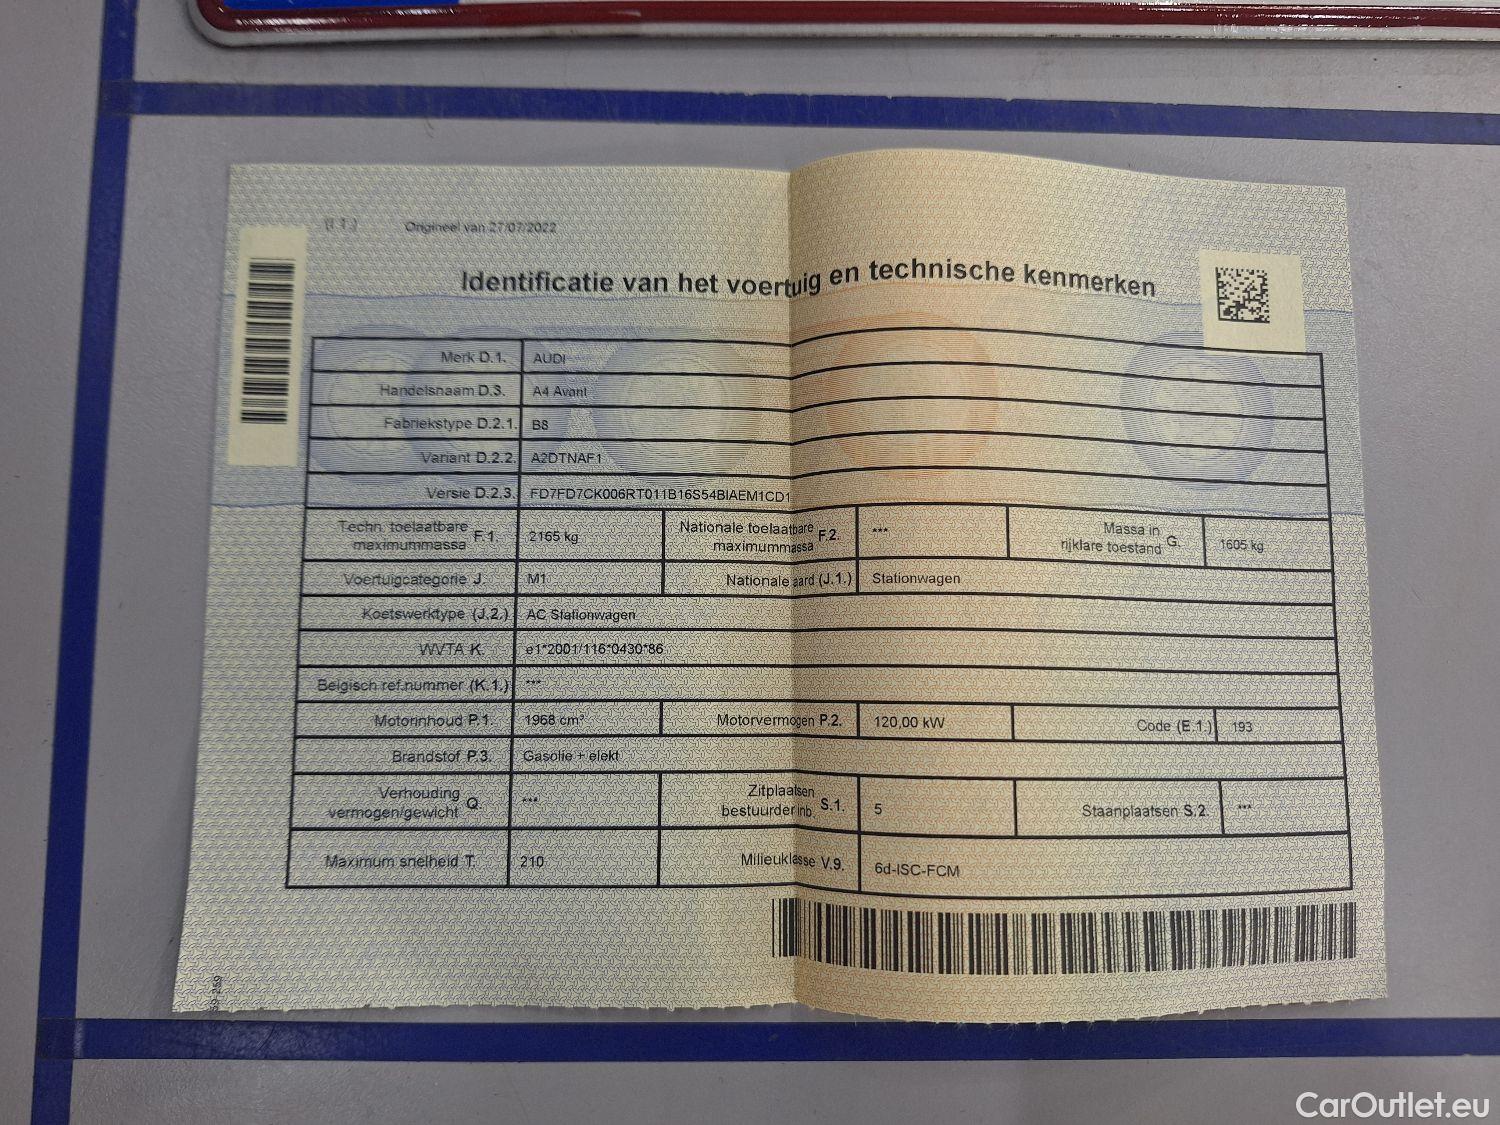 (I.1.) Origineel van 27/07/2022
Identificatie van het voertuig en technische kenmerken
Merk D.1. AUDI
Handelsnaam D.3. A4 Avant
Fabriekstype D.2.1. B8
Variant D.2.2. A2DTNAF1
Versie D.2.3. FD7FD7CK006RT011B16S54BIAEM1CD1
Techn. toelaatbare maximummassa F.1. 2165 kg Nationale toelaatbare maximummassa F.2. *** Massa in rijklare toestand G. 1605 kg
Voertuigcategorie J. M1 Nationale aard (J.1.) Stationwagen
Koetswerktype (J.2.) AC Stationwagen
WVTA K. e1*2001/116*0430*86
Belgisch ref.nummer (K.1.) ***
Motorinhoud P.1. 1968 cm³ Motorvermogen P.2. 120,00 kW Code (E.1.) 193
Brandstof P.3. Gasolie + elekt
Verhouding vermogen/gewicht Q. *** Zitplaatsen bestuurder inb. S.1. 5 Staanplaatsen S.2. ***
Maximum snelheid T. 210 Milieuklasse V.9. 6d-ISC-FCM
59-259
CarOutlet.eu